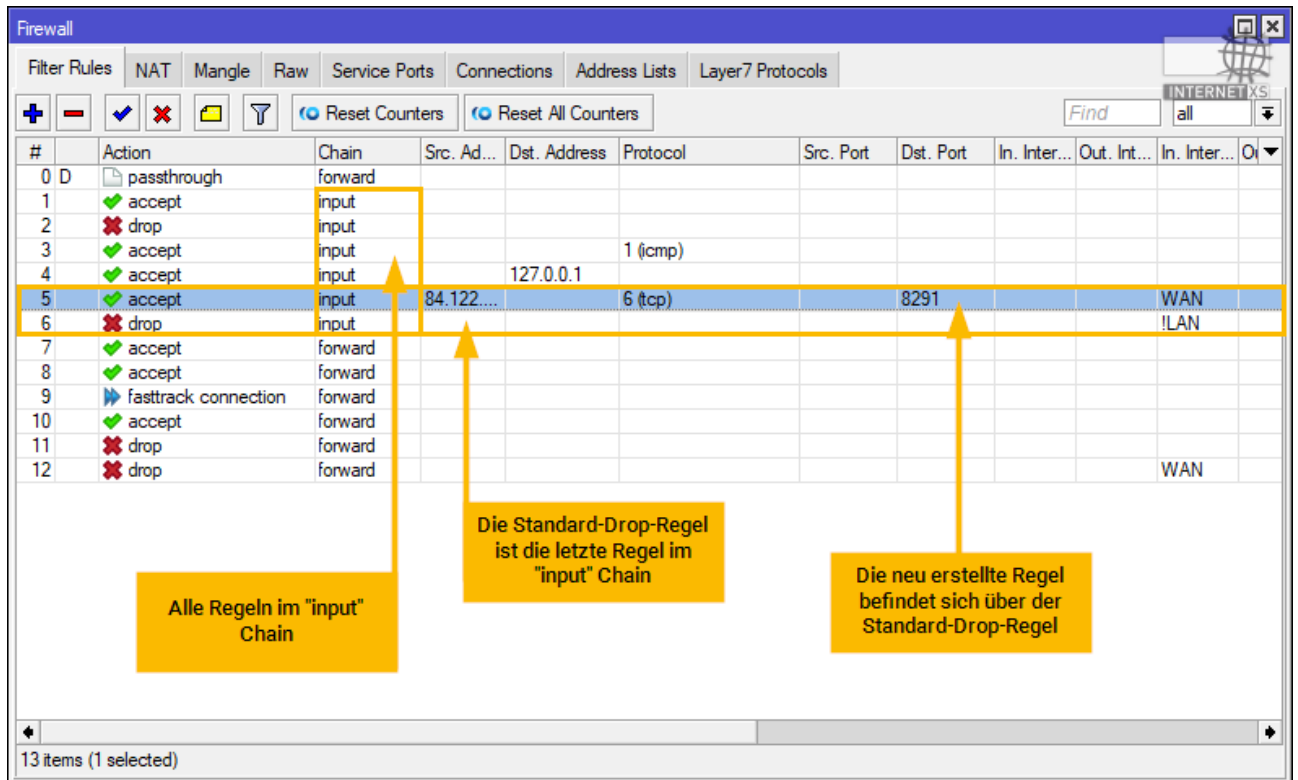 Firewall
Filter Rules NAT Mangle Raw Service Ports Connections Address Lists Layer7 Protocols
INTERNET XS
Reset Counters Reset All Counters Find all
# Action Chain Src. Ad... Dst. Address Protocol Src. Port Dst. Port In. Inter... Out. Int... In. Inter...
0 D passthrough forward
1 accept input
2 drop input
3 accept input 1 (icmp)
4 accept input 127.0.0.1
5 accept input 84.122.... 6 (tcp) 8291 WAN
6 drop input !LAN
7 accept forward
8 accept forward
9 fasttrack connection forward
10 accept forward
11 drop forward
12 drop forward WAN
Die Standard-Drop-Regel
ist die letzte Regel im
"input" Chain
Die neu erstellte Regel
befindet sich über der
Standard-Drop-Regel
Alle Regeln im "input"
Chain
13 items (1 selected)